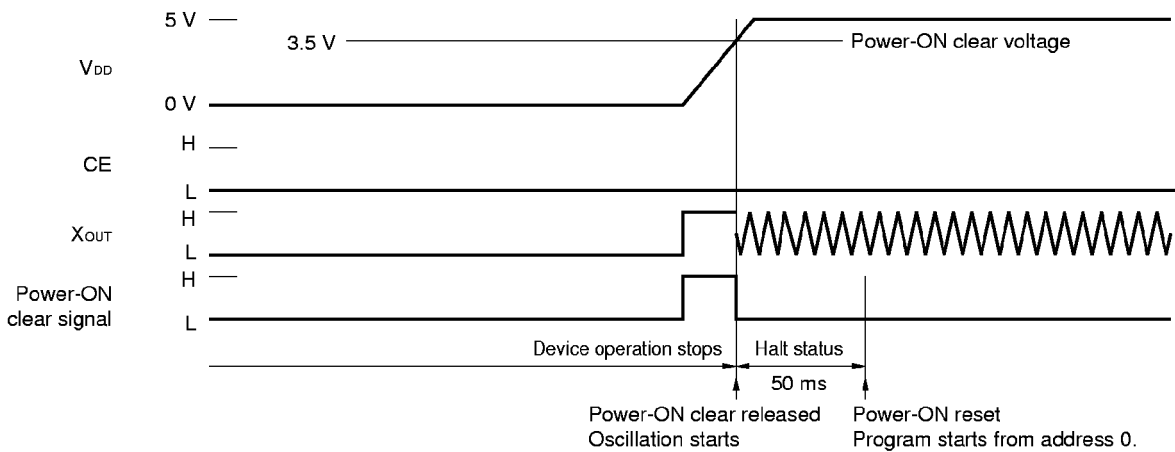 5 V
3.5 V
Power-ON clear voltage
VDD
0 V
H
CE
L
H
XOUT
L
H
Power-ON
clear signal
L
Device operation stops
Halt status
50 ms
Power-ON clear released
Oscillation starts
Power-ON reset
Program starts from address 0.